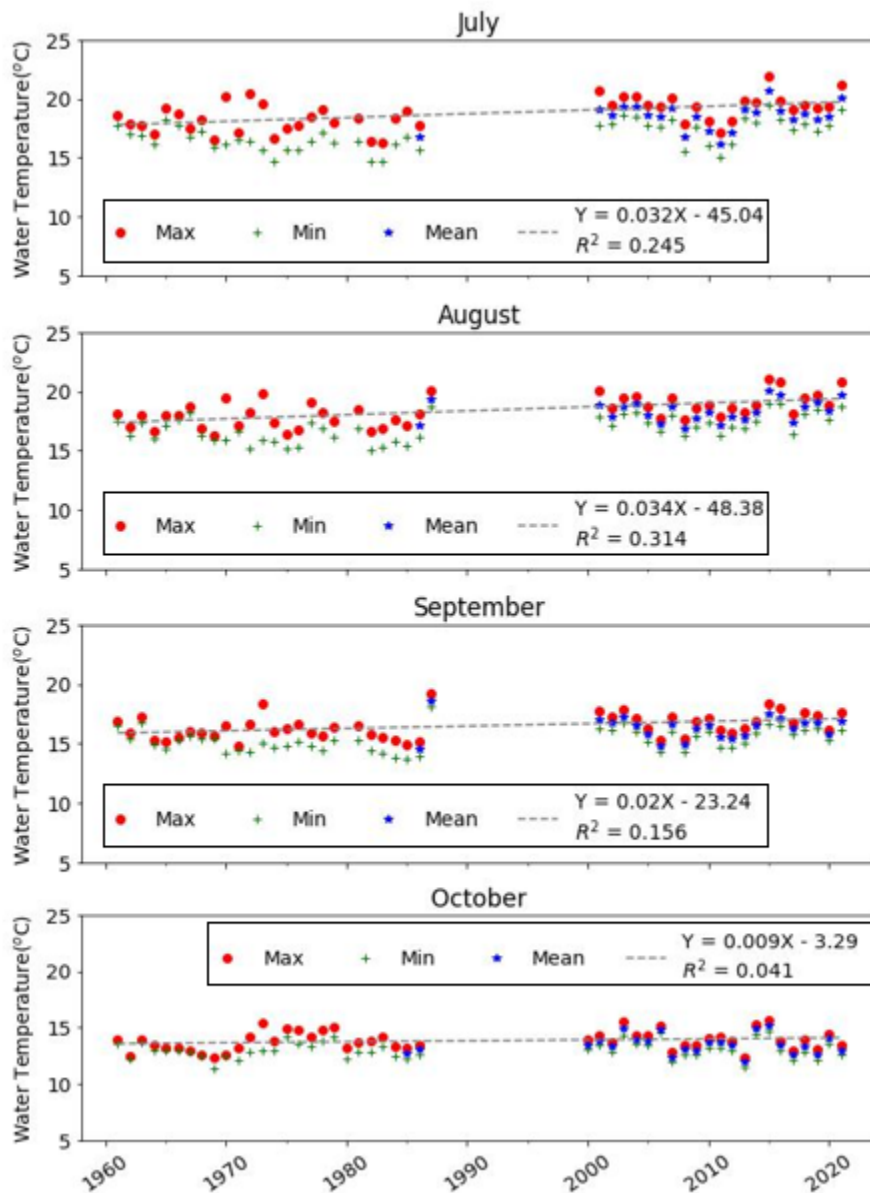 July
Water Temperature(°C)
25
20
15
10
5
Max Min Mean Y = 0.032X - 45.04
R² = 0.245
August
Water Temperature(°C)
25
20
15
10
5
Max Min Mean Y = 0.034X - 48.38
R² = 0.314
September
Water Temperature(°C)
25
20
15
10
5
Max Min Mean Y = 0.02X - 23.24
R² = 0.156
October
Water Temperature(°C)
25
20
15
10
5
Max Min Mean Y = 0.009X - 3.29
R² = 0.041
1960 1970 1980 1990 2000 2010 2020